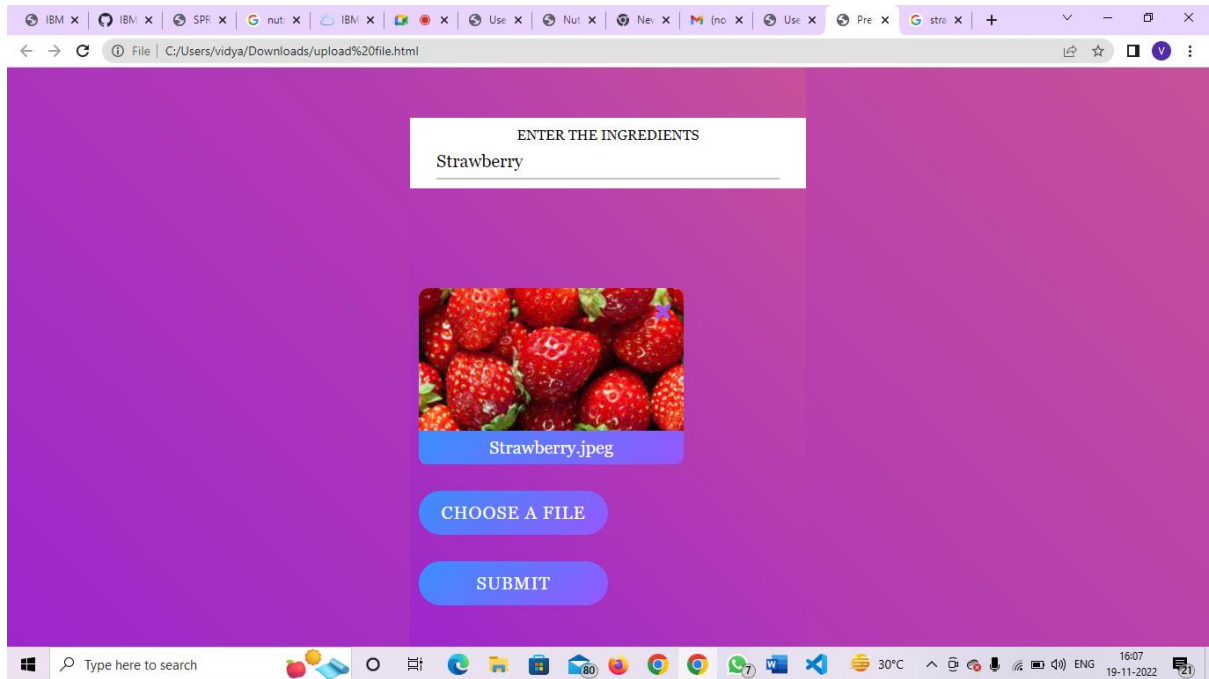 IBM
IBM
SPR
nut
IBM
Use
Nut
Nev
(no
Use
Pre
stra
File | C:/Users/vidya/Downloads/upload%20file.html
V
ENTER THE INGREDIENTS
Strawberry
Strawberry.jpeg
CHOOSE A FILE
SUBMIT
Type here to search
80
7
30°C
ENG
16:07
19-11-2022
21